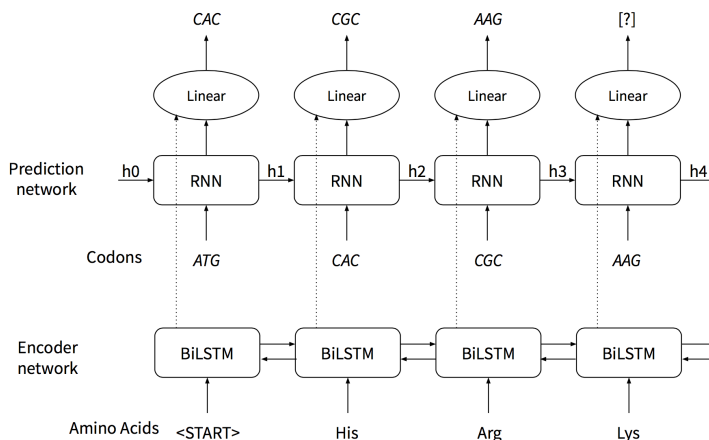 CAC CGC AAG [?]
Linear Linear Linear Linear
Prediction
network
h0 RNN h1 RNN h2 RNN h3 RNN h4
Codons ATG CAC CGC AAG
Encoder
network
BiLSTM BiLSTM BiLSTM BiLSTM
Amino Acids <START> His Arg Lys